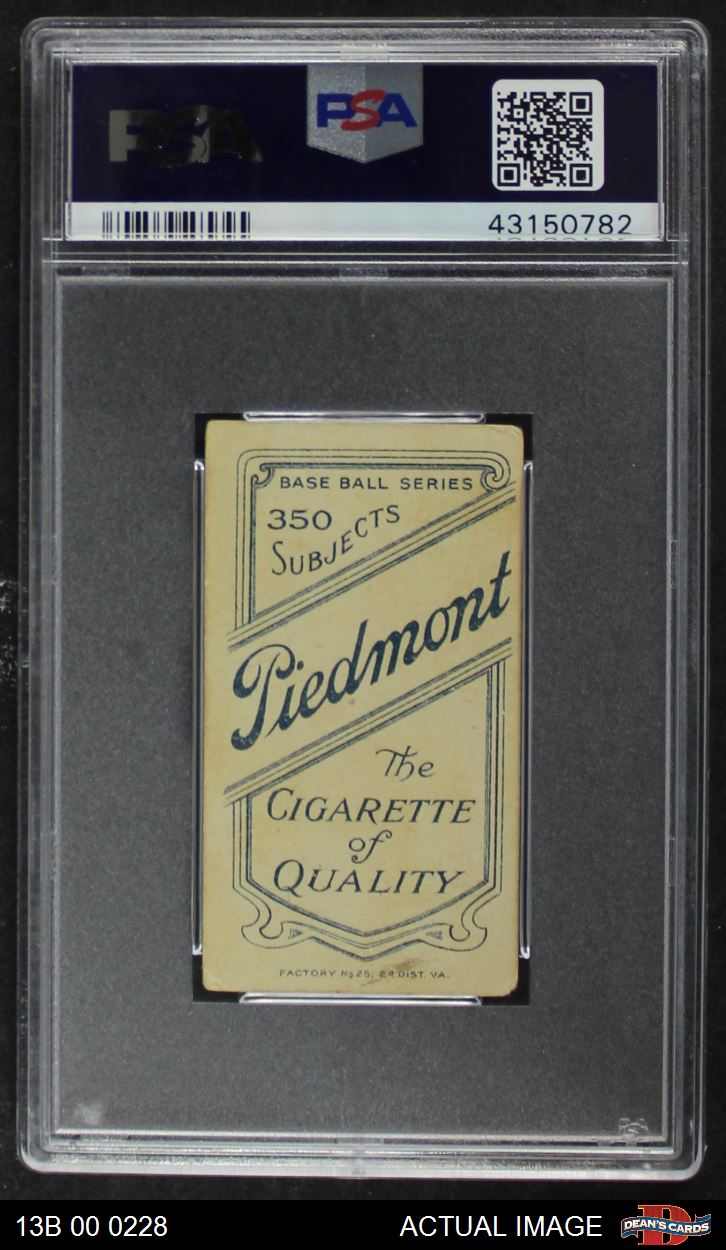 PSA
PSA
43150782
BASE BALL SERIES
350
SUBJECTS
Piedmont
The
CIGARETTE
of
QUALITY
FACTORY No 25, 2d DIST. VA.
13B 00 0228
ACTUAL IMAGE
DEAN'S CARDS